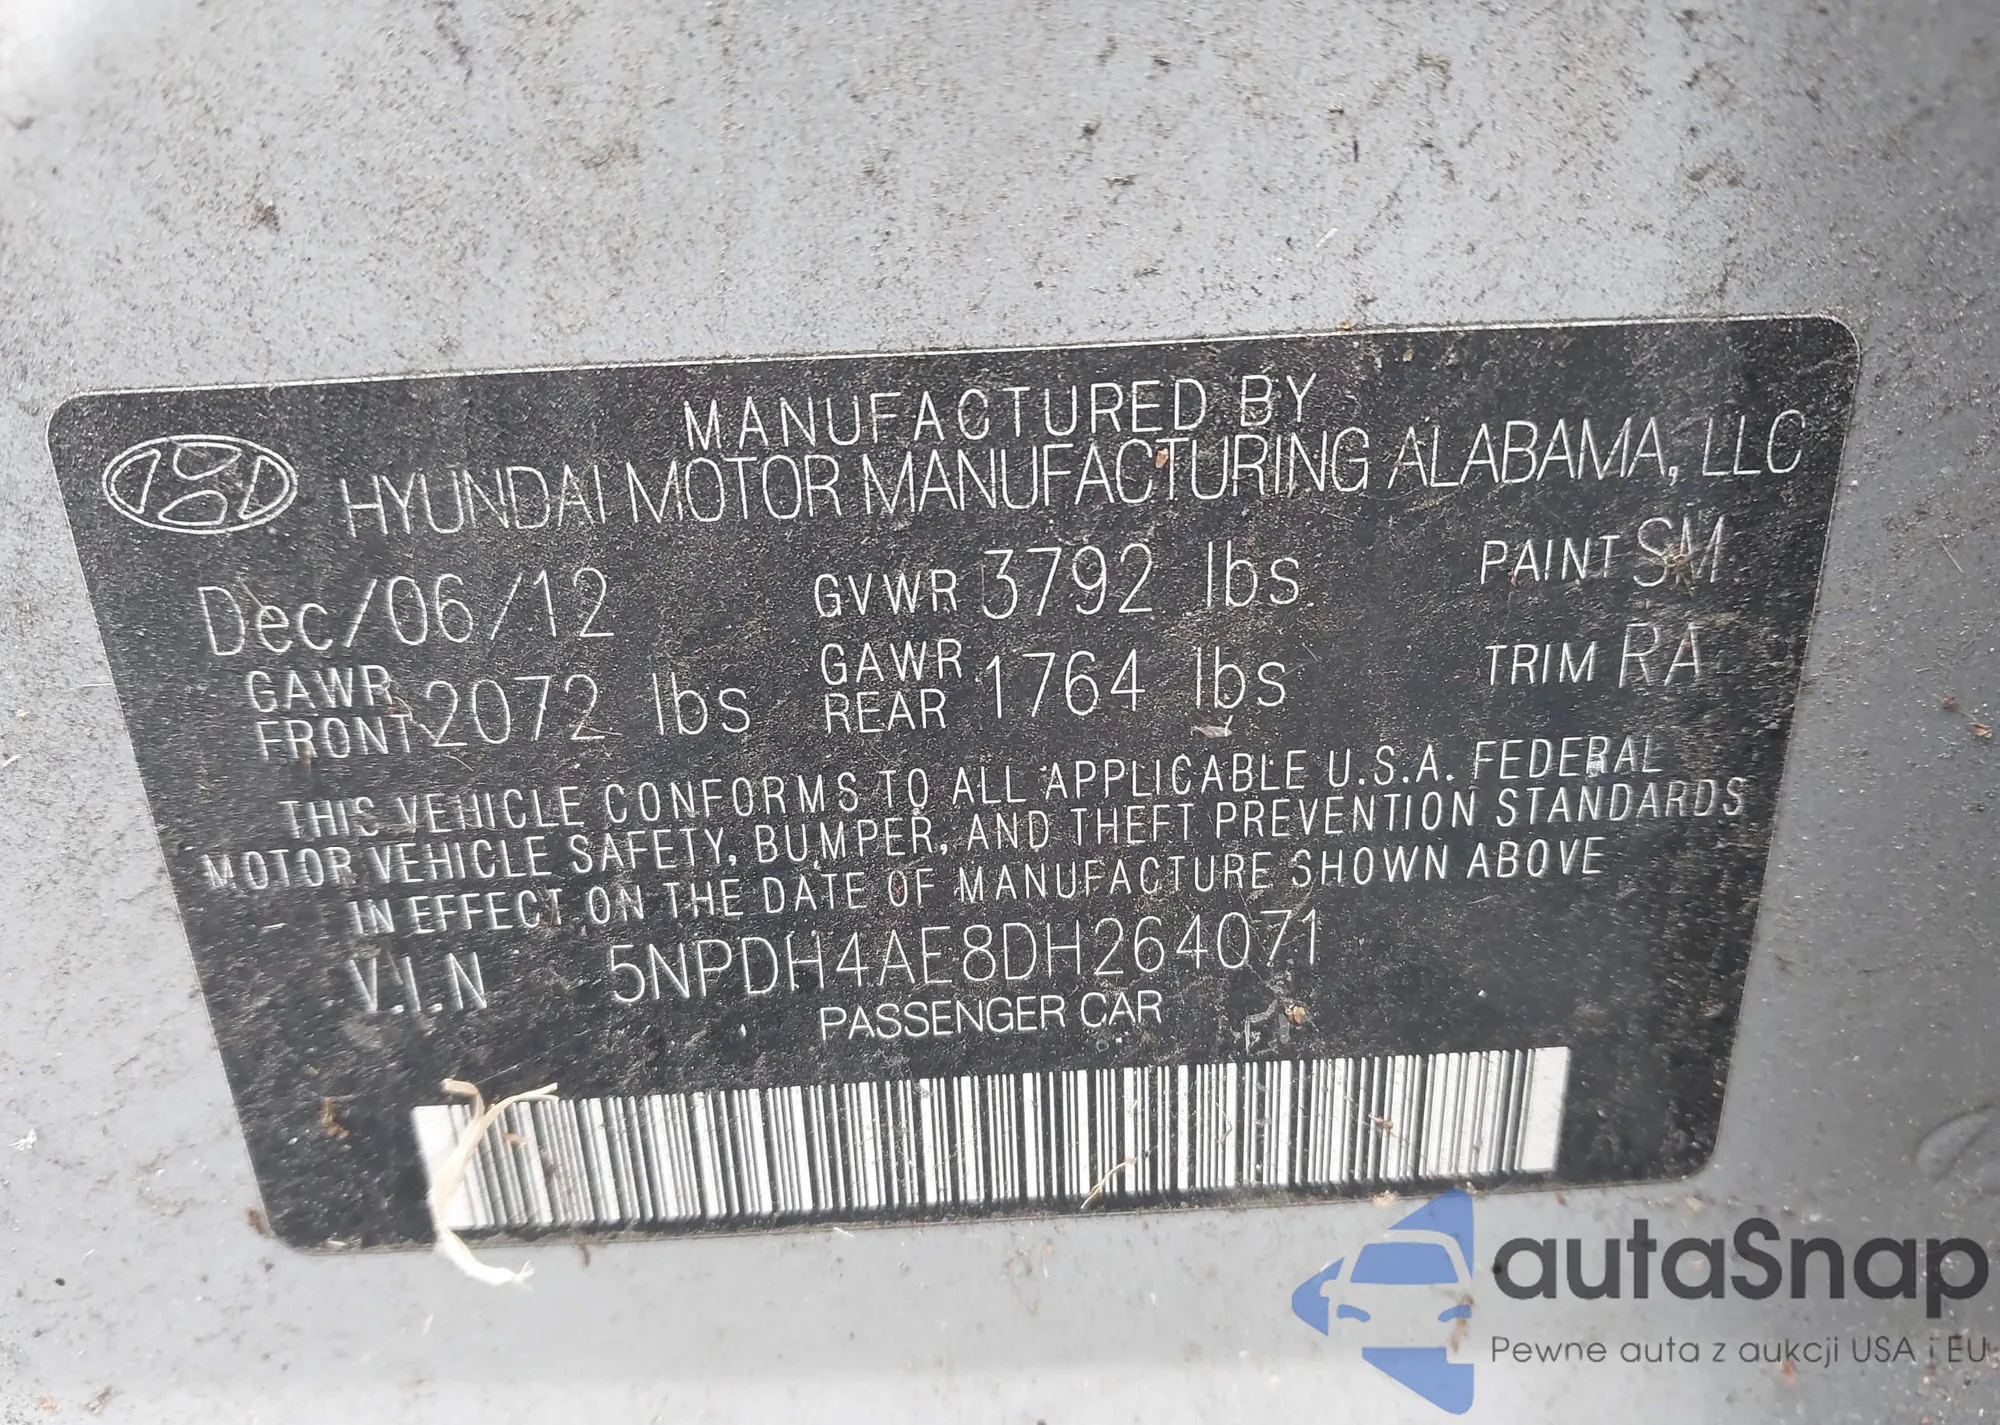 MANUFACTURED BY
HYUNDAI MOTOR MANUFACTURING ALABAMA, LLC
Dec/06/12 GVWR 3792 lbs PAINT SM
GAWR FRONT 2072 lbs GAWR REAR 1764 lbs TRIM RA
THIS VEHICLE CONFORMS TO ALL APPLICABLE U.S.A. FEDERAL
MOTOR VEHICLE SAFETY, BUMPER, AND THEFT PREVENTION STANDARDS
IN EFFECT ON THE DATE OF MANUFACTURE SHOWN ABOVE
V.I.N 5NPDH4AE8DH264071
PASSENGER CAR
autaSnap
Pewne auta z aukcji USA i EU